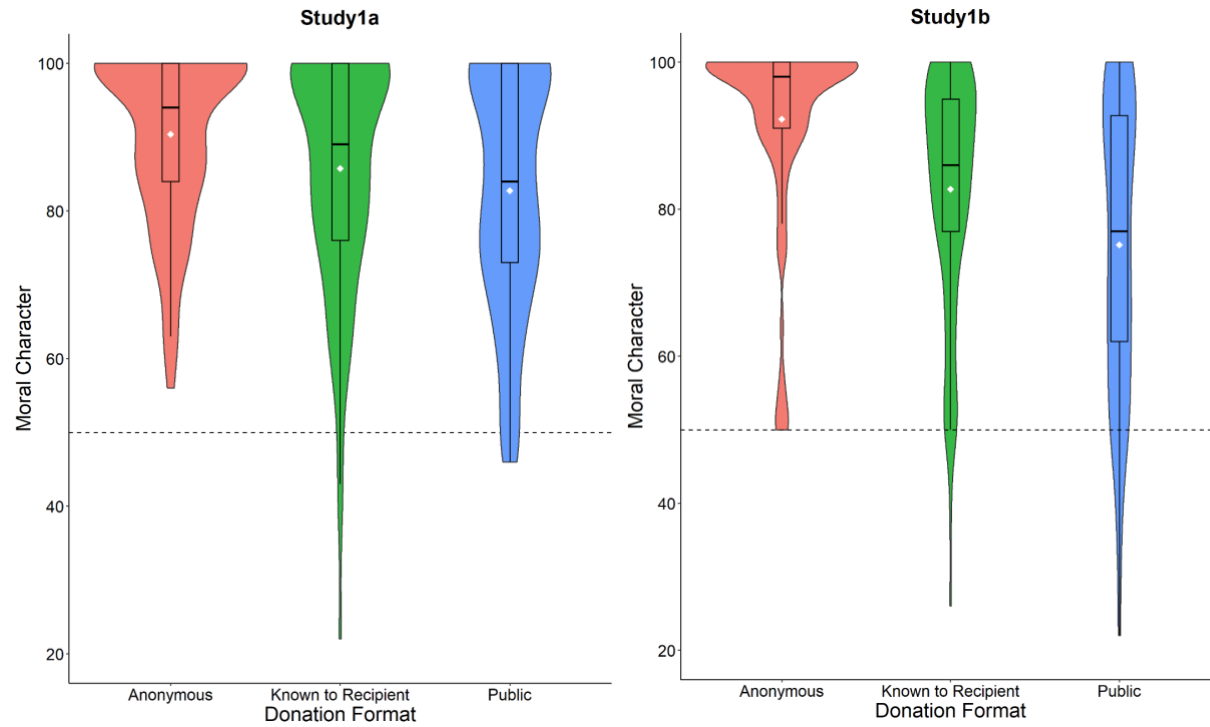 Study1a
Moral Character
100
80
60
40
20
Anonymous
Known to Recipient
Public
Donation Format
Study1b
Moral Character
100
80
60
40
20
Anonymous
Known to Recipient
Public
Donation Format